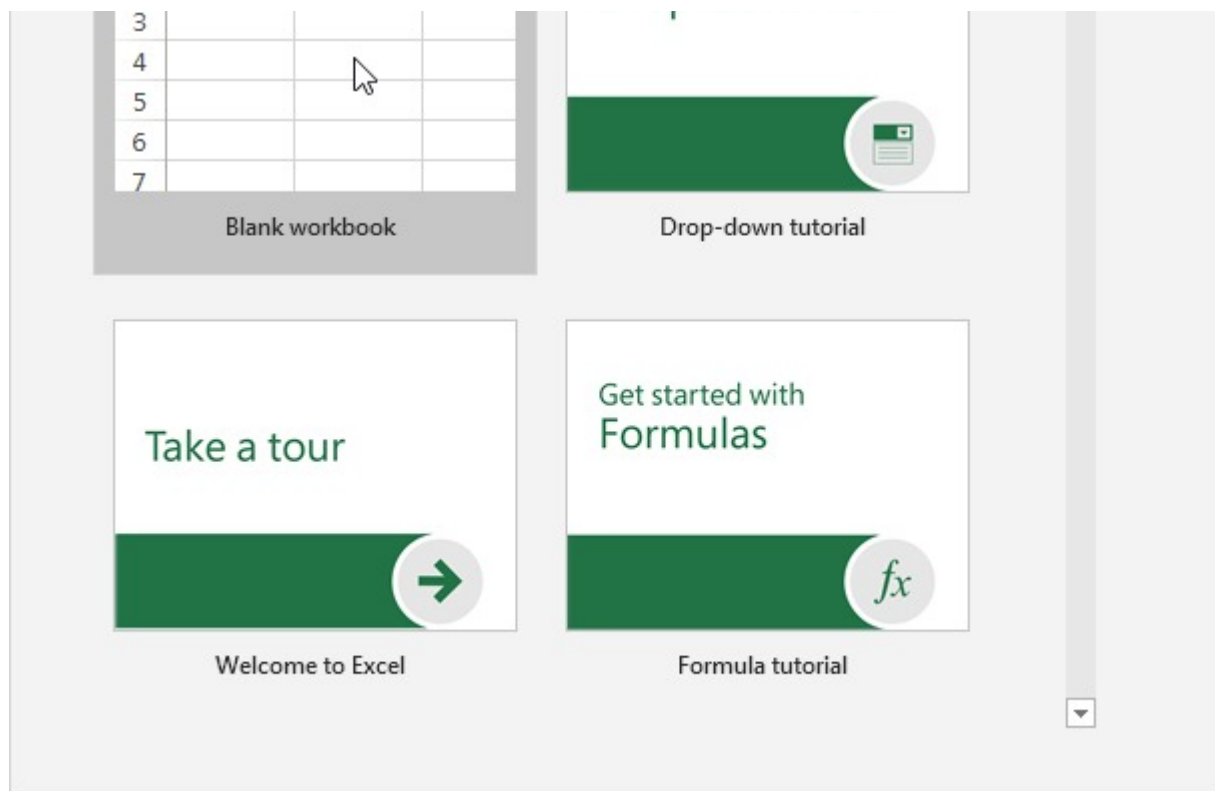 3
4
5
6
7
Blank workbook
Drop-down tutorial
Take a tour
Get started with
Formulas
fx
Welcome to Excel
Formula tutorial